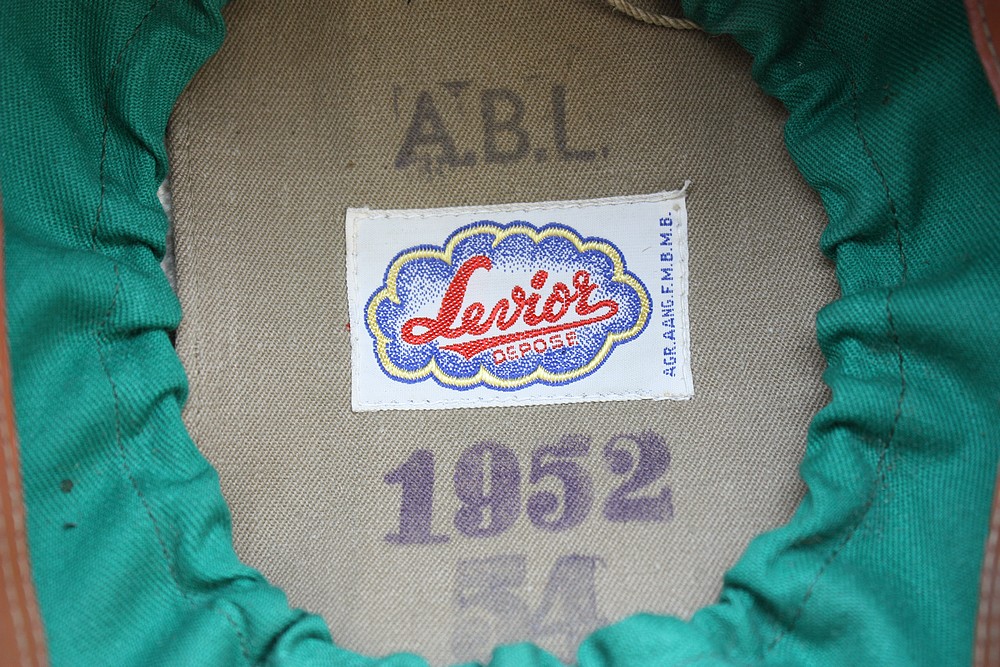 A.B.L.
Levior
DEPOSE
AGR.AANG.F.M.B.M.B.
1952
54